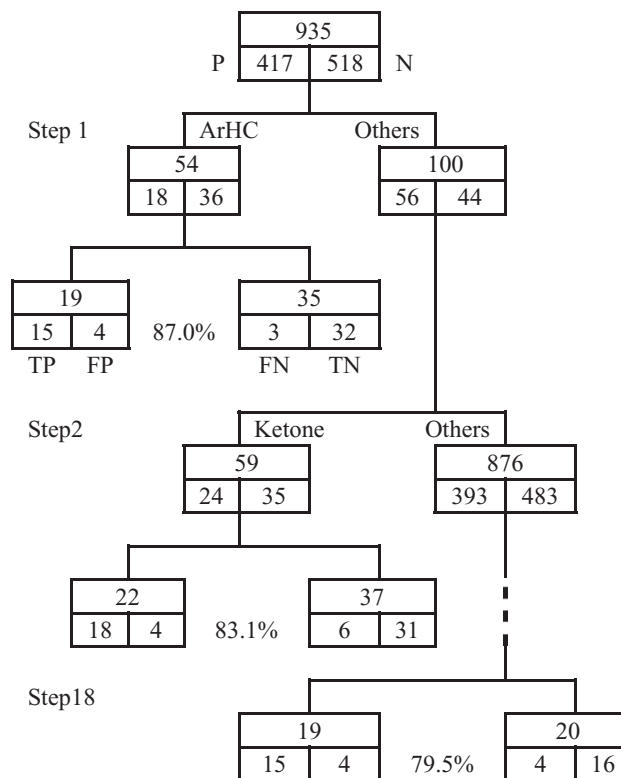 935
P 417 518 N
Step 1 ArHC Others
54 100
18 36 56 44
19 35
15 4 87.0% 3 32
TP FP FN TN
Step2 Ketone Others
59 876
24 35 393 483
22 37
18 4 83.1% 6 31
Step18
19 20
15 4 79.5% 4 16